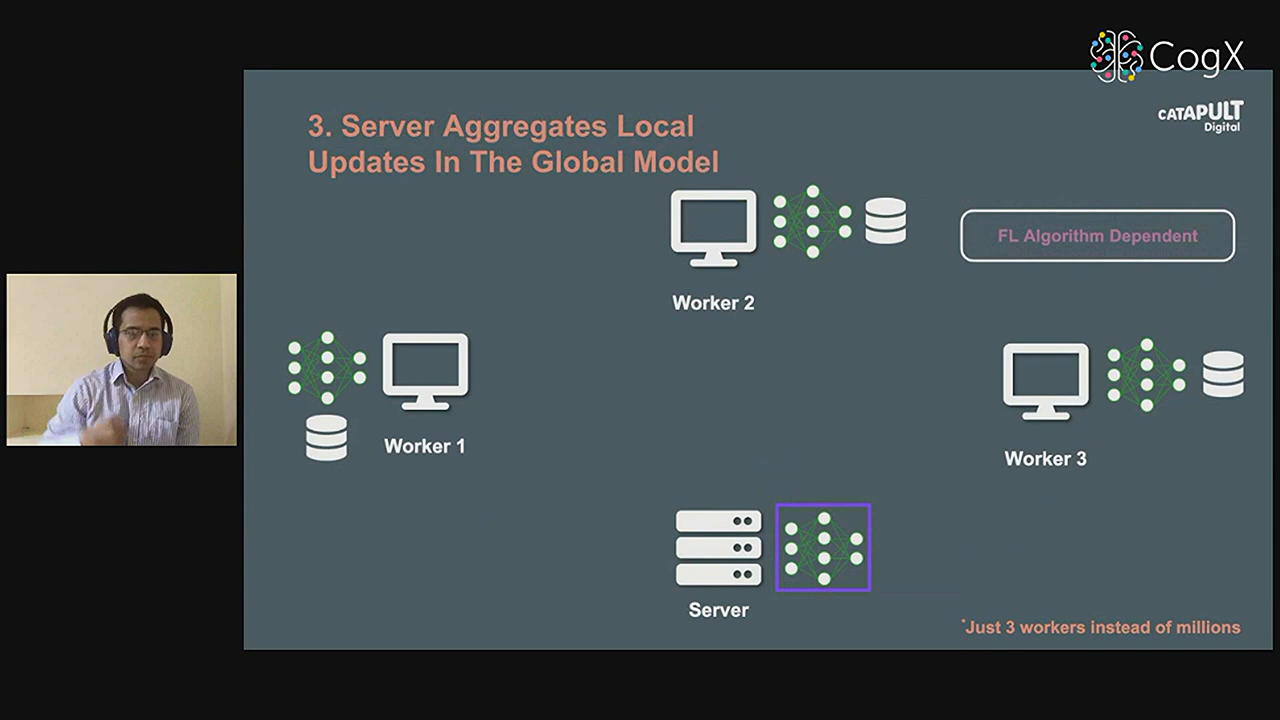 CogX
CATAPULT
Digital
3. Server Aggregates Local
Updates In The Global Model
FL Algorithm Dependent
Worker 2
Worker 1
Worker 3
Server
*Just 3 workers instead of millions